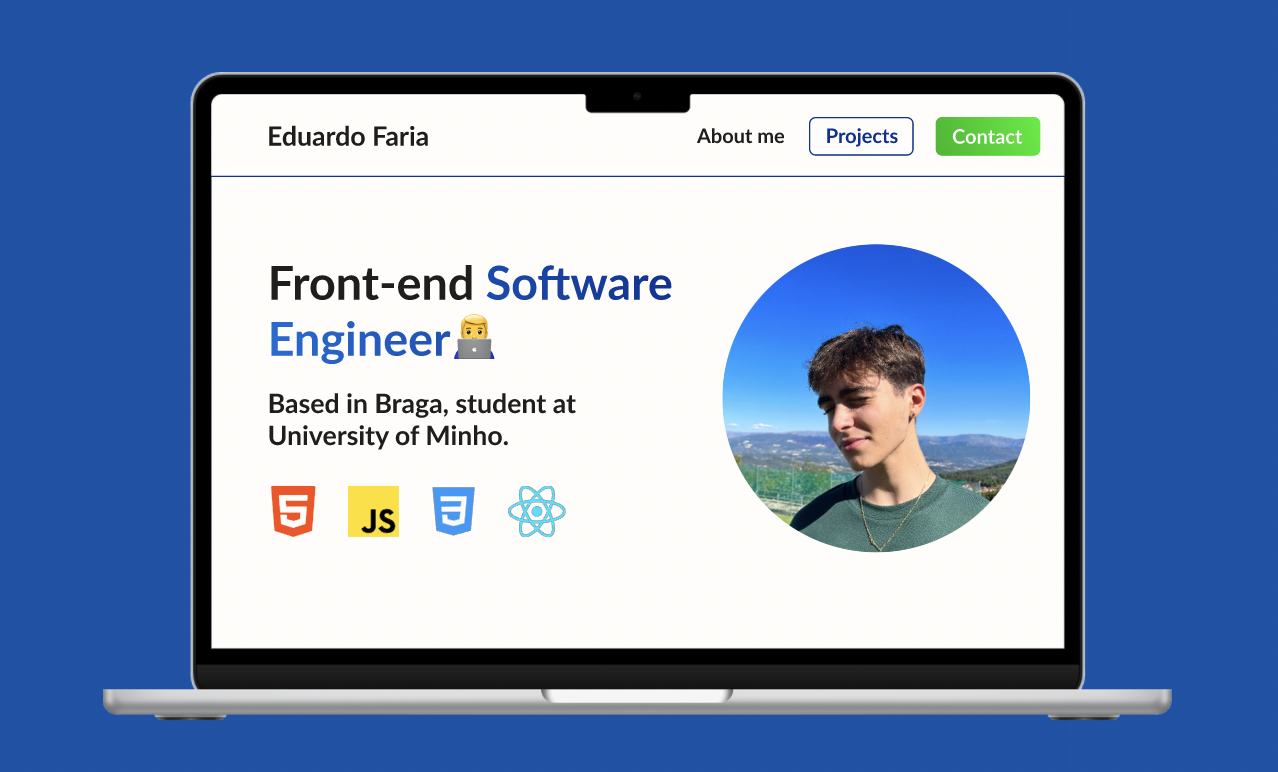 Eduardo Faria
About me
Projects
Contact
Front-end Software
Engineer
Based in Braga, student at
University of Minho.
5
JS
3